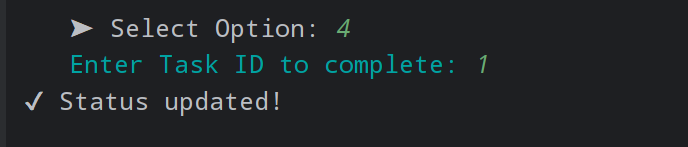 ➤ Select Option: 4
Enter Task ID to complete: 1
✓ Status updated!